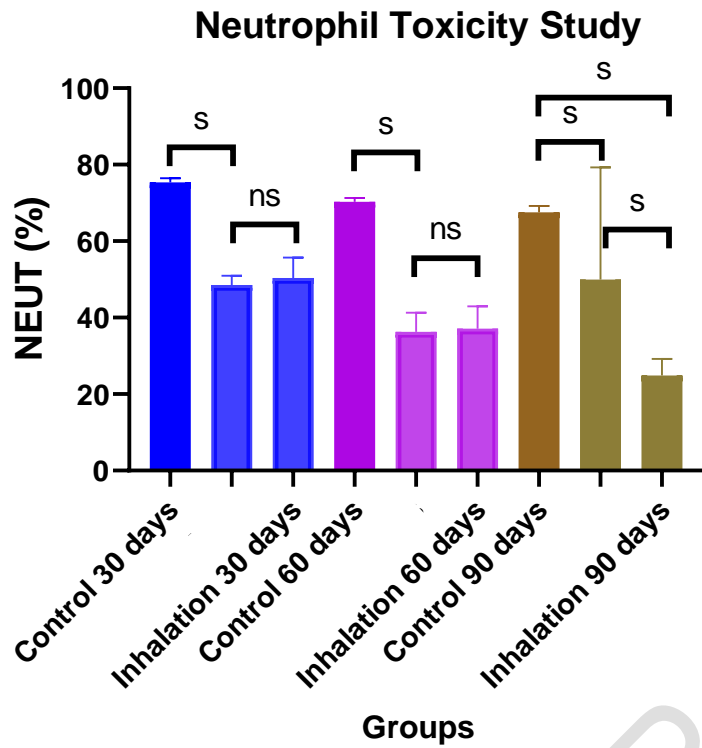 Neutrophil Toxicity Study
NEUT (%)
100
80
60
40
20
0
s
ns
s
ns
s
s
s
Control 30 days
Inhalation 30 days
Control 60 days
Inhalation 60 days
Control 90 days
Inhalation 90 days
Groups